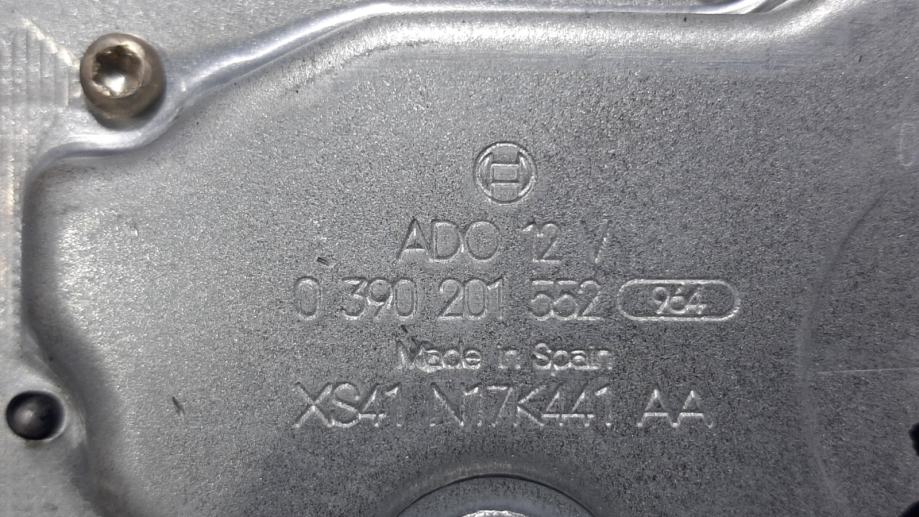 ADO 12 V
0 390 201 552 964
Made in Spain
XS41 N17K441 AA